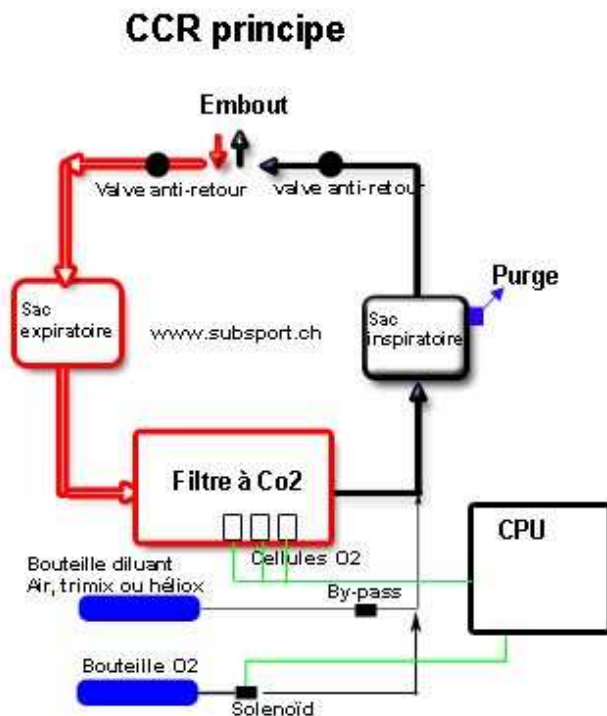 CCR principe
Embout
Valve anti-retour
valve anti-retour
Purge
Sac
expiratoire
www.subsport.ch
Sac
inspiratoire
Filtre à Co2
CPU
Cellules O2
Bouteille diluant
Air, trimix ou héliox
By-pass
Bouteille O2
Solenoïd